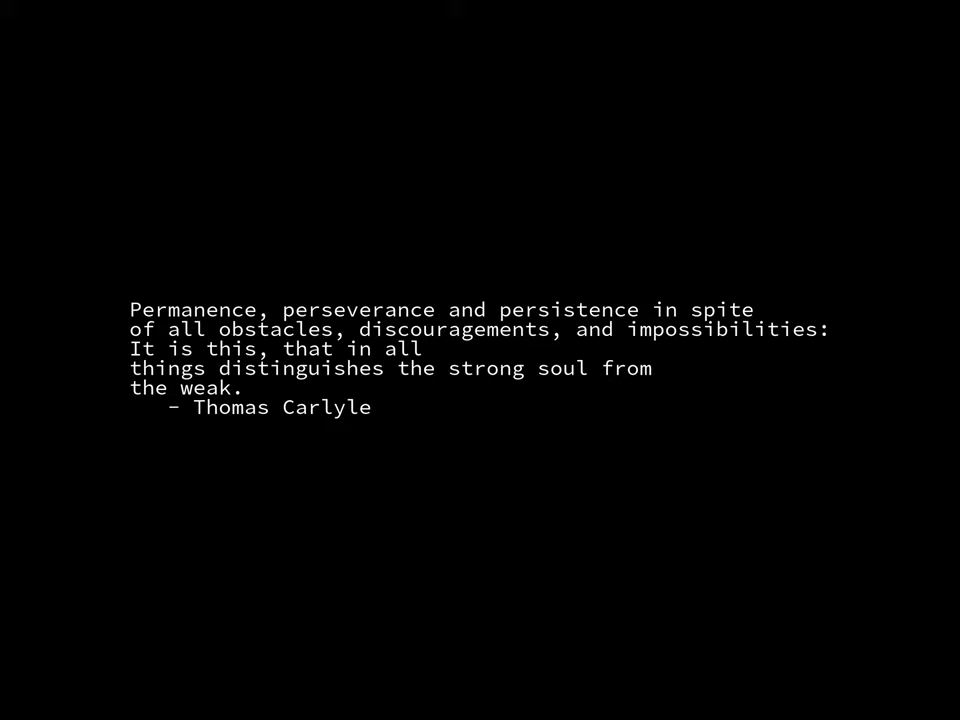 Permanence, perseverance and persistence in spite
of all obstacles, discouragements, and impossibilities:
It is this, that in all
things distinguishes the strong soul from
the weak.
   – Thomas Carlyle